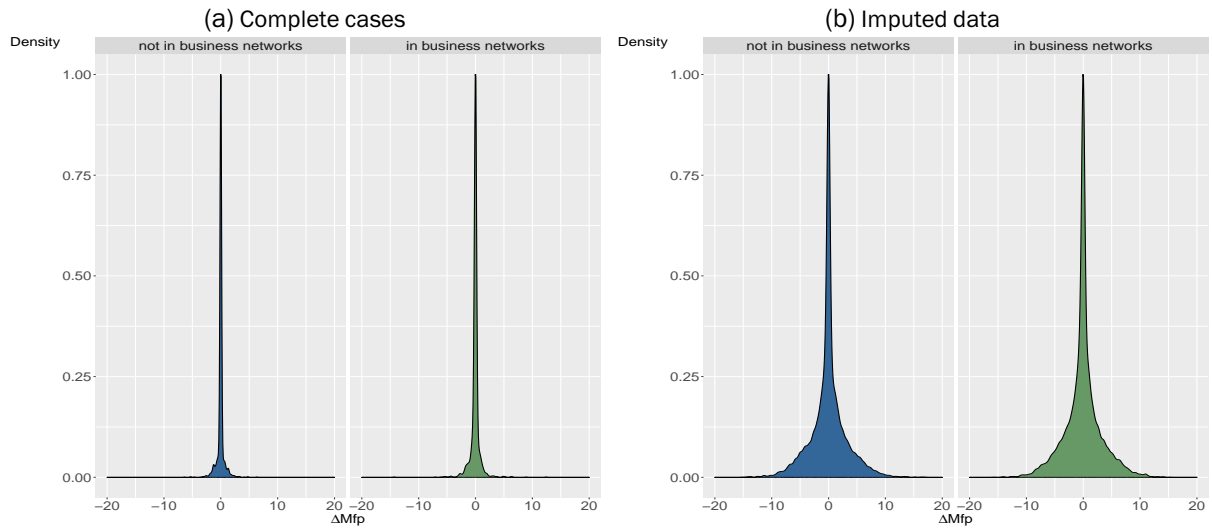 (a) Complete cases
Density
not in business networks
in business networks
1.00
0.75
0.50
0.25
0.00
−20 −10 0 10 20
−20 −10 0 10 20
ΔMfp
(b) Imputed data
Density
not in business networks
in business networks
1.00
0.75
0.50
0.25
0.00
−20 −10 0 10 20
−20 −10 0 10 20
ΔMfp